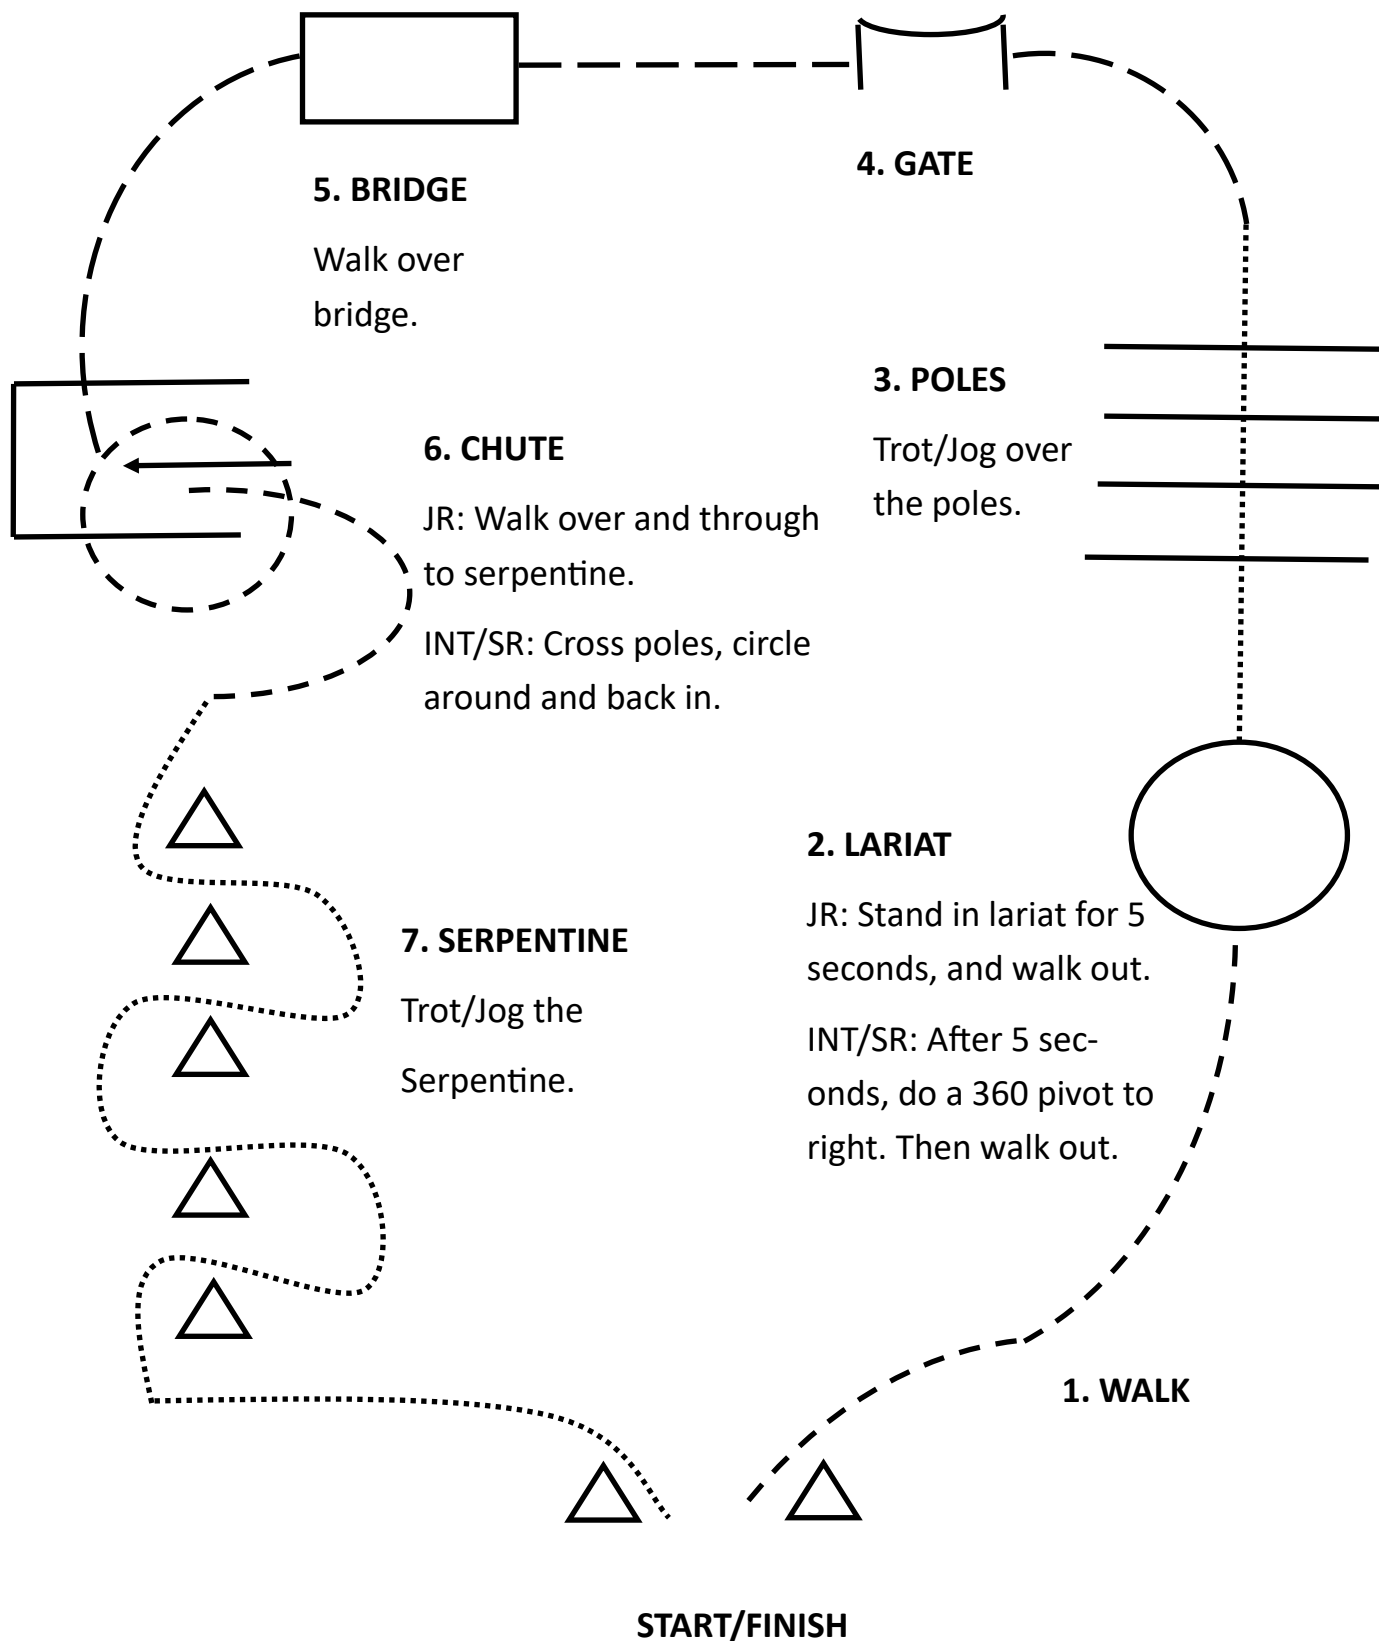 4. GATE
5. BRIDGE
Walk over
bridge.
3. POLES
Trot/Jog over
the poles.
6. CHUTE
JR: Walk over and through
to serpentine.
INT/SR: Cross poles, circle
around and back in.
2. LARIAT
JR: Stand in lariat for 5
seconds, and walk out.
INT/SR: After 5 sec-
onds, do a 360 pivot to
right. Then walk out.
7. SERPENTINE
Trot/Jog the
Serpentine.
1. WALK
START/FINISH